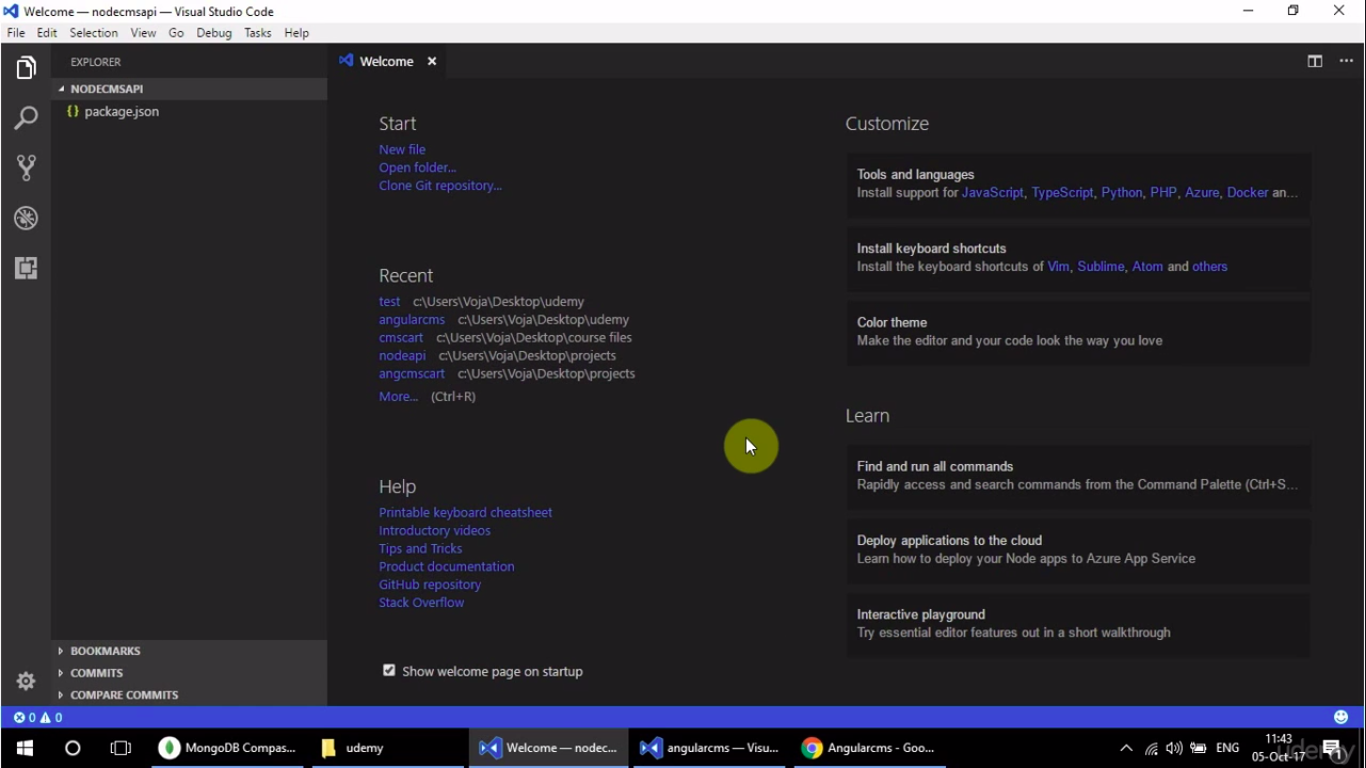 Welcome — nodecmsapi — Visual Studio Code
File Edit Selection View Go Debug Tasks Help
EXPLORER
Welcome
NODECMSAPI
{} package.json
Start
New file
Open folder...
Clone Git repository...
Recent
test c:\Users\Voja\Desktop\udemy
angularcms c:\Users\Voja\Desktop\udemy
cmscart c:\Users\Voja\Desktop\course files
nodeapi c:\Users\Voja\Desktop\projects
angcmscart c:\Users\Voja\Desktop\projects
More... (Ctrl+R)
Help
Printable keyboard cheatsheet
Introductory videos
Tips and Tricks
Product documentation
GitHub repository
Stack Overflow
Show welcome page on startup
Customize
Tools and languages
Install support for JavaScript, TypeScript, Python, PHP, Azure, Docker an...
Install keyboard shortcuts
Install the keyboard shortcuts of Vim, Sublime, Atom and others
Color theme
Make the editor and your code look the way you love
Learn
Find and run all commands
Rapidly access and search commands from the Command Palette (Ctrl+S...
Deploy applications to the cloud
Learn how to deploy your Node apps to Azure App Service
Interactive playground
Try essential editor features out in a short walkthrough
BOOKMARKS
COMMITS
COMPARE COMMITS
0 0
MongoDB Compas...
udemy
Welcome — nodec...
angularcms — Visu...
Angularcms - Goo...
ENG
11:43
05-Oct-17
1
udemy